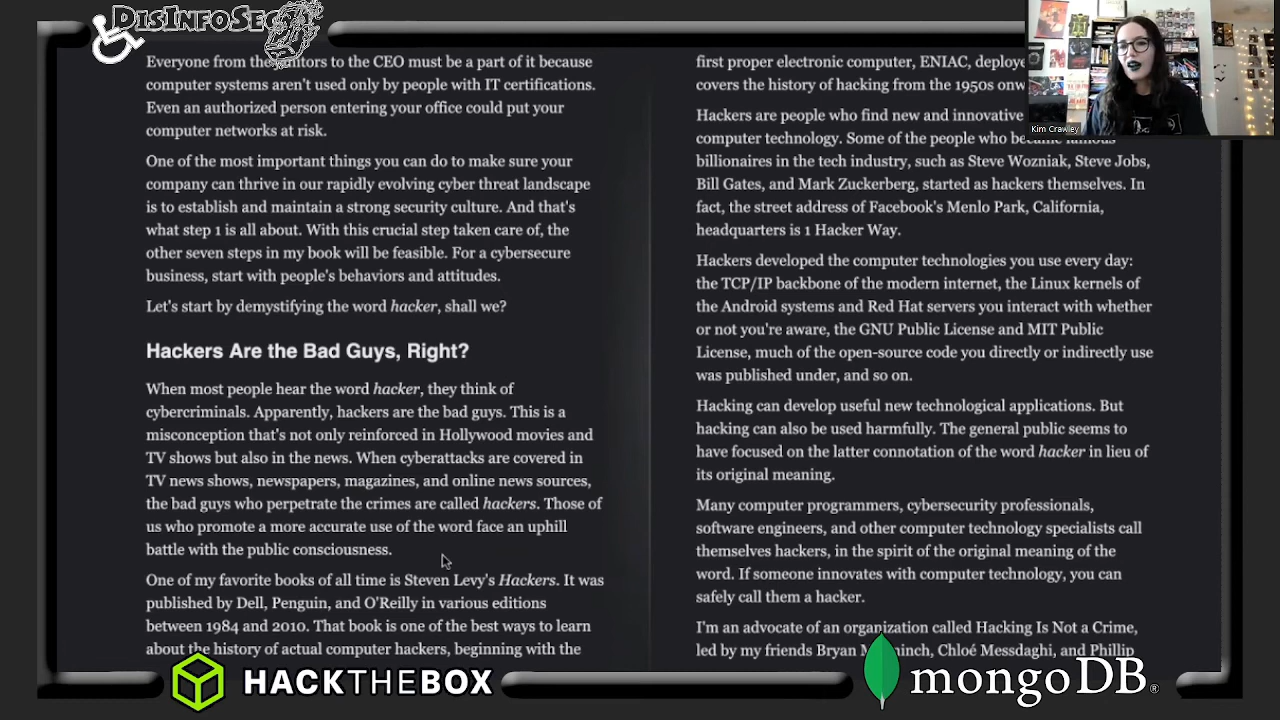 DisInfoSec
Everyone from the janitors to the CEO must be a part of it because
computer systems aren't used only by people with IT certifications.
Even an authorized person entering your office could put your
computer networks at risk.
One of the most important things you can do to make sure your
company can thrive in our rapidly evolving cyber threat landscape
is to establish and maintain a strong security culture. And that's
what step 1 is all about. With this crucial step taken care of, the
other seven steps in my book will be feasible. For a cybersecure
business, start with people's behaviors and attitudes.
Let's start by demystifying the word hacker, shall we?
Hackers Are the Bad Guys, Right?
When most people hear the word hacker, they think of
cybercriminals. Apparently, hackers are the bad guys. This is a
misconception that's not only reinforced in Hollywood movies and
TV shows but also in the news. When cyberattacks are covered in
TV news shows, newspapers, magazines, and online news sources,
the bad guys who perpetrate the crimes are called hackers. Those of
us who promote a more accurate use of the word face an uphill
battle with the public consciousness.
One of my favorite books of all time is Steven Levy's Hackers. It was
published by Dell, Penguin, and O'Reilly in various editions
between 1984 and 2010. That book is one of the best ways to learn
about the history of actual computer hackers, beginning with the
first proper electronic computer, ENIAC,
covers the history of hacking from the 1950s
Hackers are people who find new and innovative
computer technology. Some of the people who became famous
billionaires in the tech industry, such as Steve Wozniak, Steve Jobs,
Bill Gates, and Mark Zuckerberg, started as hackers themselves. In
fact, the street address of Facebook's Menlo Park, California,
headquarters is 1 Hacker Way.
Hackers developed the computer technologies you use every day:
the TCP/IP backbone of the modern internet, the Linux kernels of
the Android systems and Red Hat servers you interact with whether
or not you're aware, the GNU Public License and MIT Public
License, much of the open-source code you directly or indirectly use
was published under, and so on.
Hacking can develop useful new technological applications. But
hacking can also be used harmfully. The general public seems to
have focused on the latter connotation of the word hacker in lieu of
its original meaning.
Many computer programmers, cybersecurity professionals,
software engineers, and other computer technology specialists call
themselves hackers, in the spirit of the original meaning of the
word. If someone innovates with computer technology, you can
safely call them a hacker.
I'm an advocate of an organization called Hacking Is Not a Crime,
led by my friends Bryan Chloé Messdaghi, and Phillip
Kim Crawley
HACKTHEBOX
mongoDB®